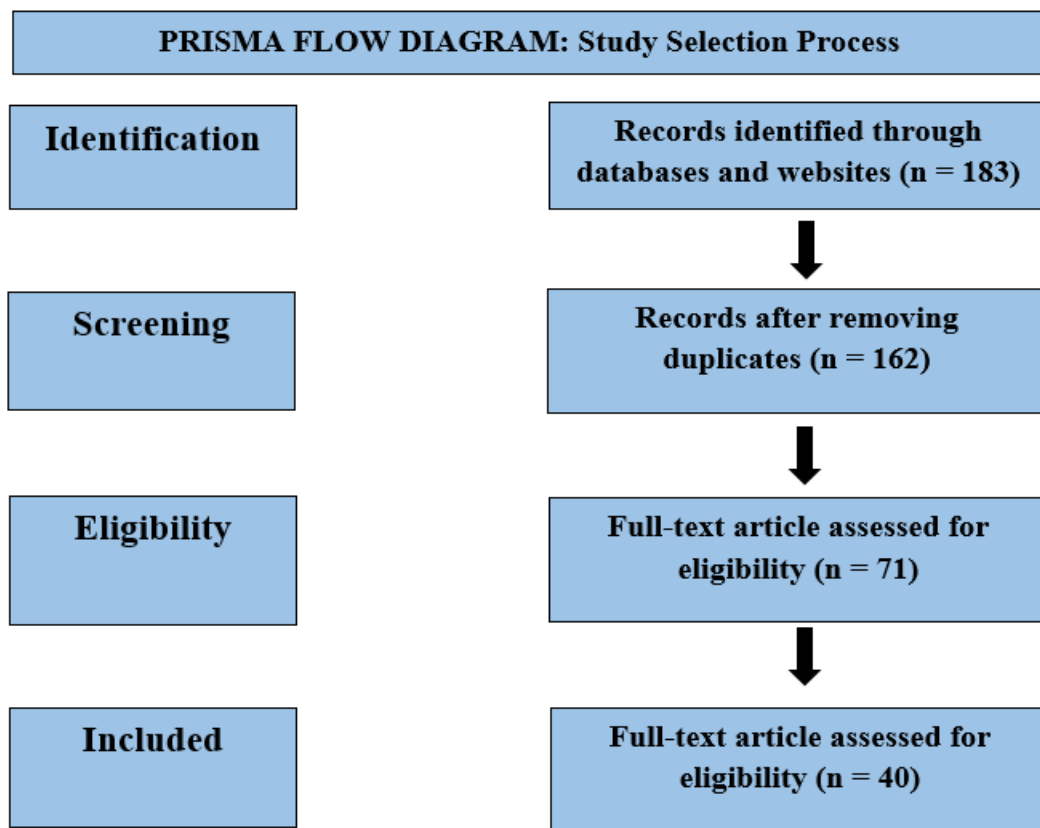 PRISMA FLOW DIAGRAM: Study Selection Process
Identification
Records identified through
databases and websites (n = 183)
Screening
Records after removing
duplicates (n = 162)
Eligibility
Full-text article assessed for
eligibility (n = 71)
Included
Full-text article assessed for
eligibility (n = 40)